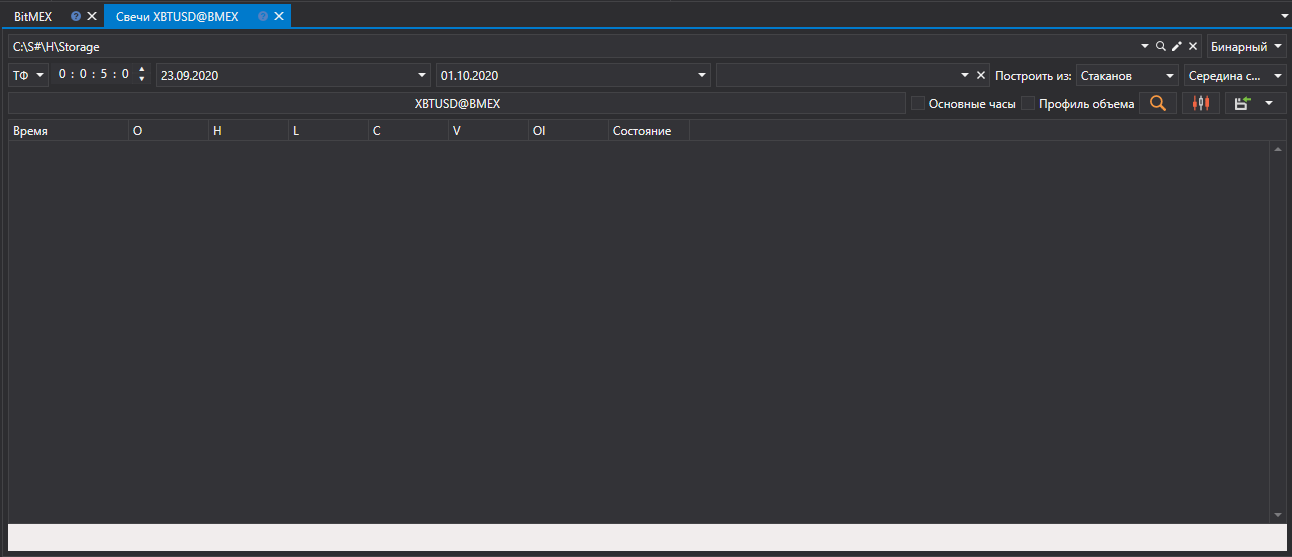 BitMEX Свечи XBTUSD@BMEX
C:\S#\H\Storage Бинарный
ТФ 0 : 0 : 5 : 0 23.09.2020 01.10.2020 Построить из: Стаканов Середина с...
XBTUSD@BMEX Основные часы Профиль объема
Время O H L C V OI Состояние